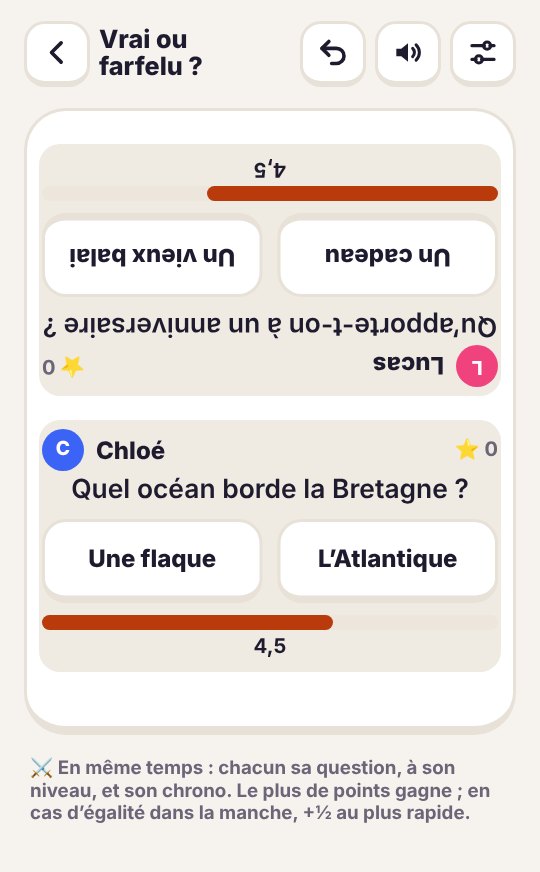 Vrai ou
farfelu ?
4,5
Un vieux balai
Un cadeau
Qu’apporte-t-on à un anniversaire ?
0 ⭐
Lucas
L
C
Chloé
⭐ 0
Quel océan borde la Bretagne ?
Une flaque
L’Atlantique
4,5
⚔️ En même temps : chacun sa question, à son
niveau, et son chrono. Le plus de points gagne ; en
cas d’égalité dans la manche, +½ au plus rapide.